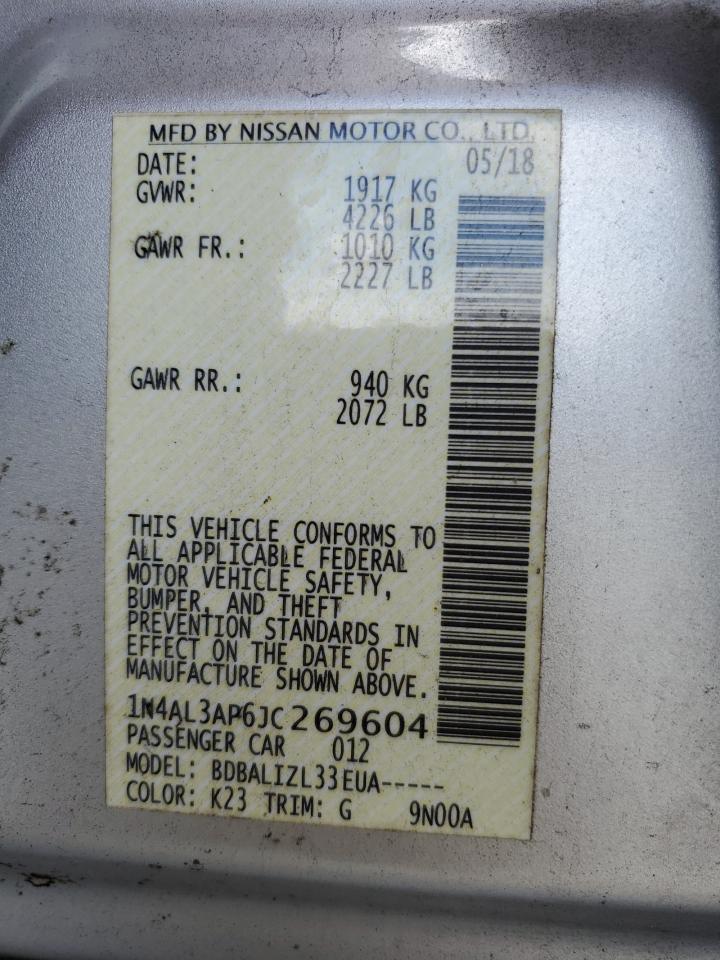 MFD BY NISSAN MOTOR CO., LTD.
DATE: 05/18
GVWR: 1917 KG
4226 LB
GAWR FR.: 1010 KG
2227 LB
GAWR RR.: 940 KG
2072 LB
THIS VEHICLE CONFORMS TO
ALL APPLICABLE FEDERAL
MOTOR VEHICLE SAFETY,
BUMPER, AND THEFT
PREVENTION STANDARDS IN
EFFECT ON THE DATE OF
MANUFACTURE SHOWN ABOVE.
1N4AL3AP6JC269604
PASSENGER CAR 012
MODEL: BDBALIZL33EUA-----
COLOR: K23 TRIM: G 9N00A